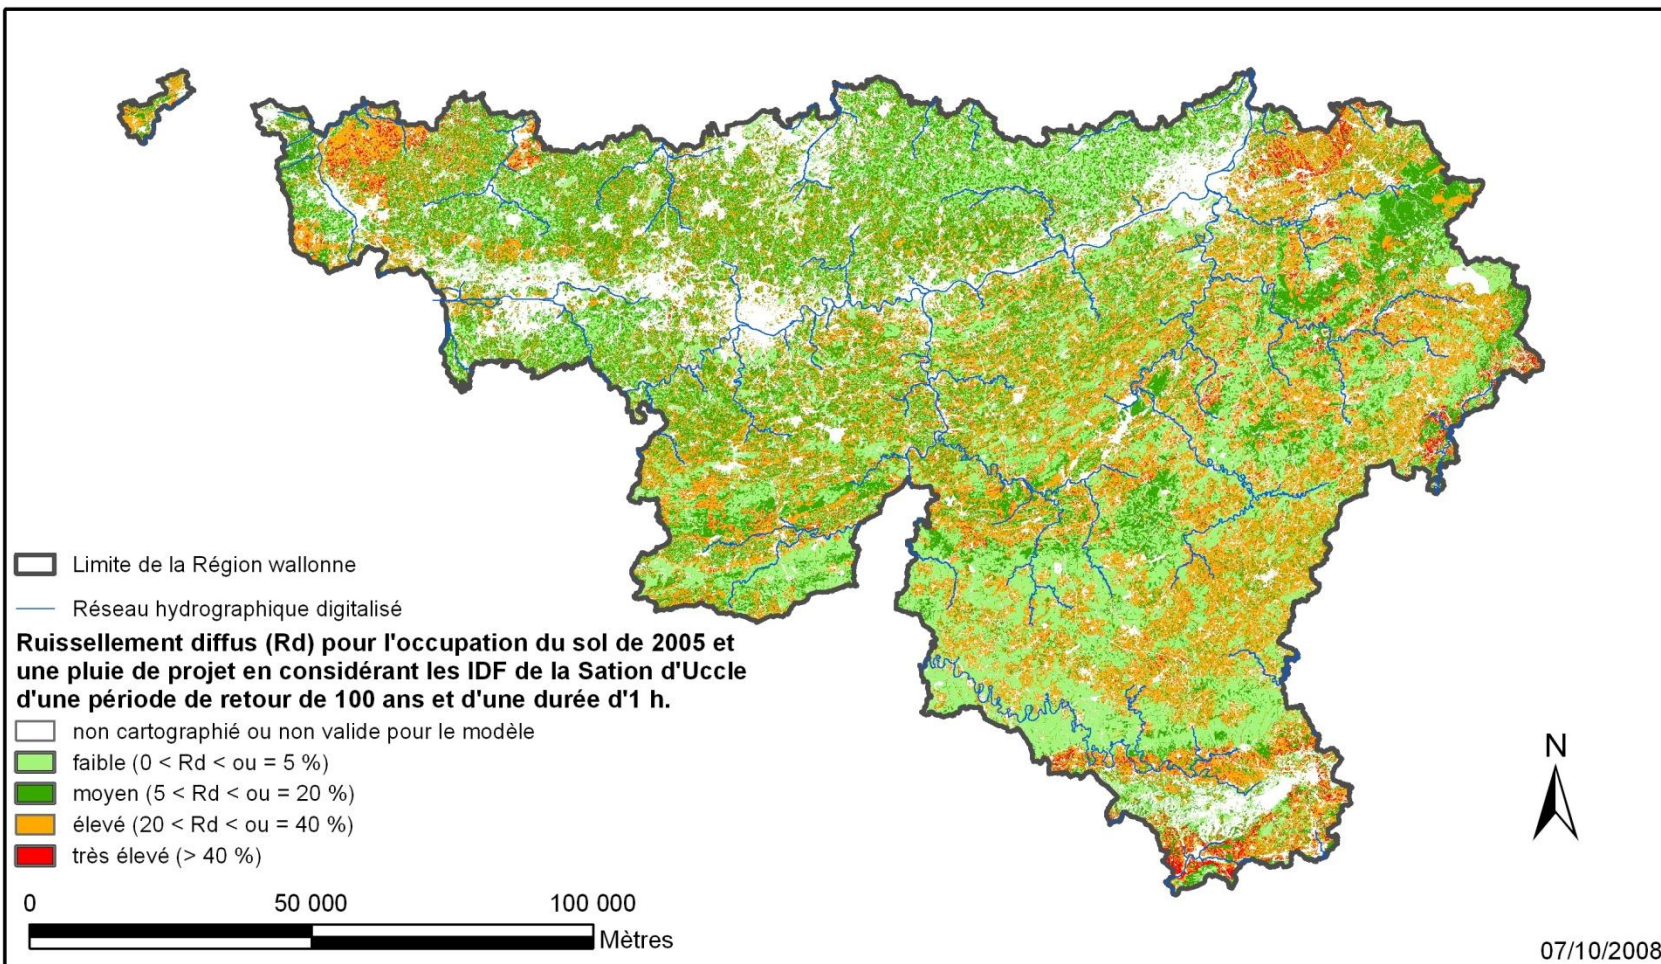 Limite de la Région wallonne
Réseau hydrographique digitalisé
Ruissellement diffus (Rd) pour l'occupation du sol de 2005 et
une pluie de projet en considérant les IDF de la Sation d'Uccle
d'une période de retour de 100 ans et d'une durée d'1 h.
non cartographié ou non valide pour le modèle
faible (0 < Rd < ou = 5 %)
moyen (5 < Rd < ou = 20 %)
élevé (20 < Rd < ou = 40 %)
très élevé (> 40 %)
0 50 000 100 000
Mètres
N
07/10/2008